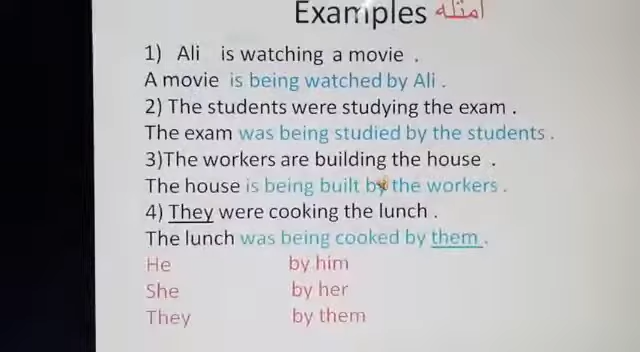 Examples أمثله
1) Ali is watching a movie .
A movie is being watched by Ali .
2) The students were studying the exam .
The exam was being studied by the students .
3)The workers are building the house .
The house is being built by the workers .
4) They were cooking the lunch .
The lunch was being cooked by them .
He by him
She by her
They by them